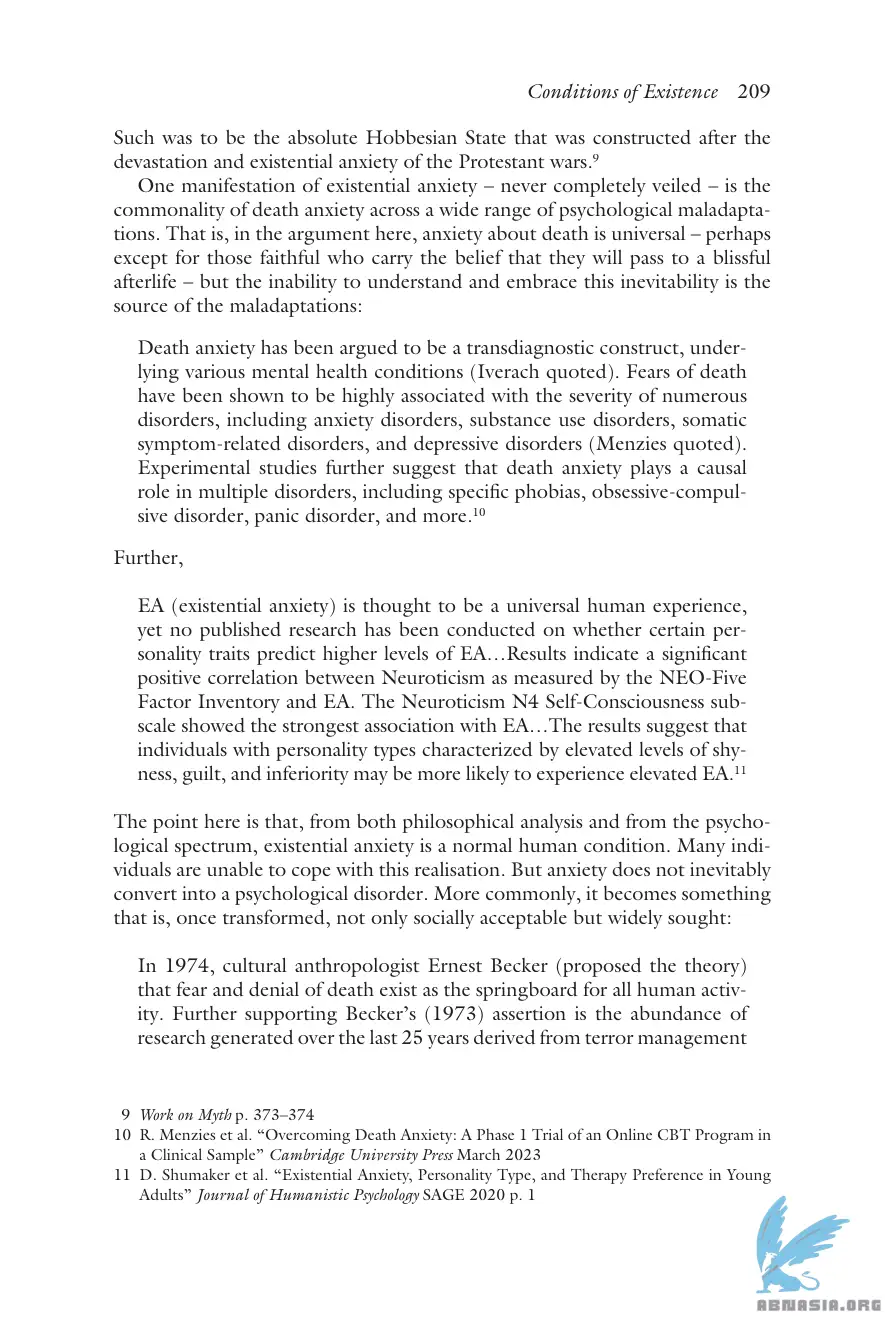 Conditions of Existence 209
Such was to be the absolute Hobbesian State that was constructed after the
devastation and existential anxiety of the Protestant wars.9
One manifestation of existential anxiety – never completely veiled – is the
commonality of death anxiety across a wide range of psychological maladapta-
tions. That is, in the argument here, anxiety about death is universal – perhaps
except for those faithful who carry the belief that they will pass to a blissful
afterlife – but the inability to understand and embrace this inevitability is the
source of the maladaptations:
Death anxiety has been argued to be a transdiagnostic construct, under-
lying various mental health conditions (Iverach quoted). Fears of death
have been shown to be highly associated with the severity of numerous
disorders, including anxiety disorders, substance use disorders, somatic
symptom-related disorders, and depressive disorders (Menzies quoted).
Experimental studies further suggest that death anxiety plays a causal
role in multiple disorders, including specific phobias, obsessive-compul-
sive disorder, panic disorder, and more.10
Further,
EA (existential anxiety) is thought to be a universal human experience,
yet no published research has been conducted on whether certain per-
sonality traits predict higher levels of EA…Results indicate a significant
positive correlation between Neuroticism as measured by the NEO-Five
Factor Inventory and EA. The Neuroticism N4 Self-Consciousness sub-
scale showed the strongest association with EA…The results suggest that
individuals with personality types characterized by elevated levels of shy-
ness, guilt, and inferiority may be more likely to experience elevated EA.11
The point here is that, from both philosophical analysis and from the psycho-
logical spectrum, existential anxiety is a normal human condition. Many indi-
viduals are unable to cope with this realisation. But anxiety does not inevitably
convert into a psychological disorder. More commonly, it becomes something
that is, once transformed, not only socially acceptable but widely sought:
In 1974, cultural anthropologist Ernest Becker (proposed the theory)
that fear and denial of death exist as the springboard for all human activ-
ity. Further supporting Becker's (1973) assertion is the abundance of
research generated over the last 25 years derived from terror management
9 Work on Myth p. 373–374
10 R. Menzies et al. "Overcoming Death Anxiety: A Phase 1 Trial of an Online CBT Program in
a Clinical Sample" Cambridge University Press March 2023
11 D. Shumaker et al. "Existential Anxiety, Personality Type, and Therapy Preference in Young
Adults" Journal of Humanistic Psychology SAGE 2020 p. 1
ABNASIA.ORG